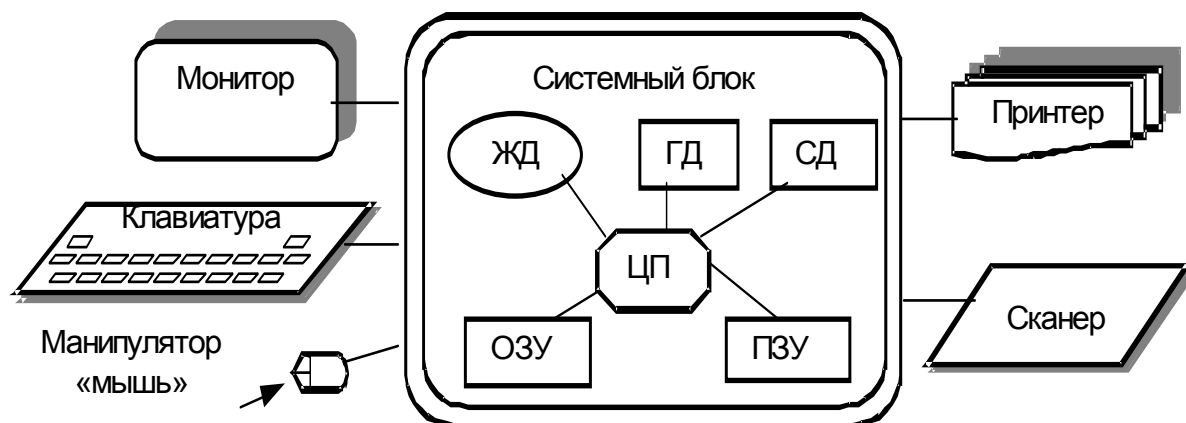 Монитор
Системный блок
Принтер
ЖД
ГД
СД
Клавиатура
ЦП
Манипулятор
«мышь»
ОЗУ
ПЗУ
Сканер